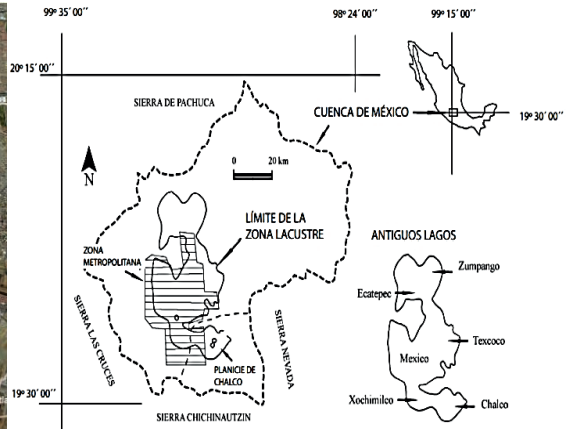 99º 35´ 00´´
98º 24´ 00´´
99º 15´ 00´´
20º 15´ 00´´
SIERRA DE PACHUCA
CUENCA DE MÉXICO
19º 30´ 00´´
0 20 km
N
LÍMITE DE LA
ZONA LACUSTRE
ZONA
METROPOLITANA
ANTIGUOS LAGOS
Zumpango
Ecatepec
Texcoco
Mexico
Xochimilco
Chalco
SIERRA LAS CRUCES
SIERRA NEVADA
8
PLANICIE DE
CHALCO
19º 30´ 00´´
SIERRA CHICHINAUTZIN